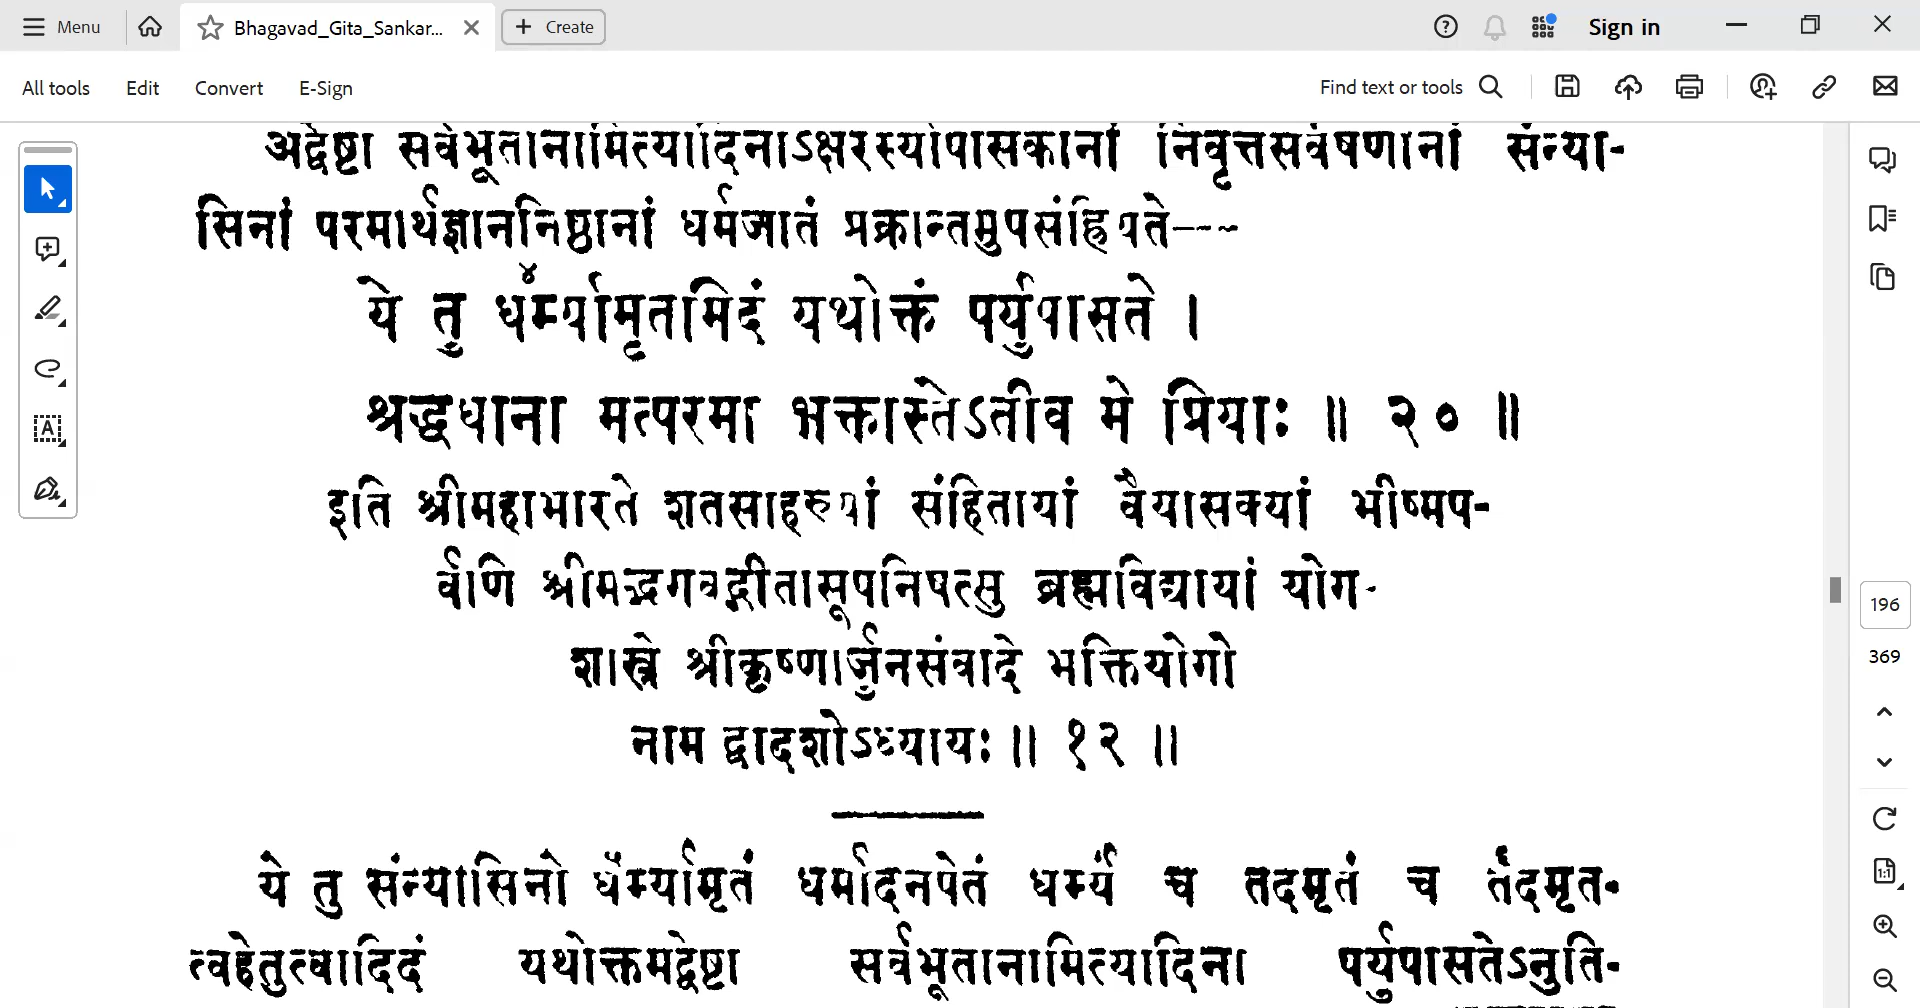 Menu
Bhagavad_Gita_Sankar...
Create
Sign in
All tools
Edit
Convert
E-Sign
Find text or tools
अद्वेष्टा सर्वभूतानामित्यादिनाऽक्षरस्योपासकानां निवृत्तसर्वैषणानां संन्या-
सिनां परमार्थज्ञाननिष्ठानां धर्मजातं प्रक्रान्तमुपसंह्रियते---
ये तु धर्म्यामृतमिदं यथोक्तं पर्युपासते ।
श्रद्धधाना मत्परमा भक्तास्तेऽतीव मे प्रियाः ॥ २० ॥
इति श्रीमहाभारते शतसाहस्र्यां संहितायां वैयासक्यां भीष्मप-
र्वाणि श्रीमद्भगवद्गीतासूपनिषत्सु ब्रह्मविद्यायां योग-
शास्त्रे श्रीकृष्णार्जुनसंवादे भक्तियोगो
नाम द्वादशोऽध्यायः ॥ १२ ॥
ये तु संन्यासिनो धर्म्यामृतं धर्मादनपेतं धर्म्यं च तदमृतं च तदमृत-
त्वहेतुत्वादिदं यथोक्तमद्वेष्टा सर्वभूतानामित्यादिना पर्युपासतेऽनुति-
196
369